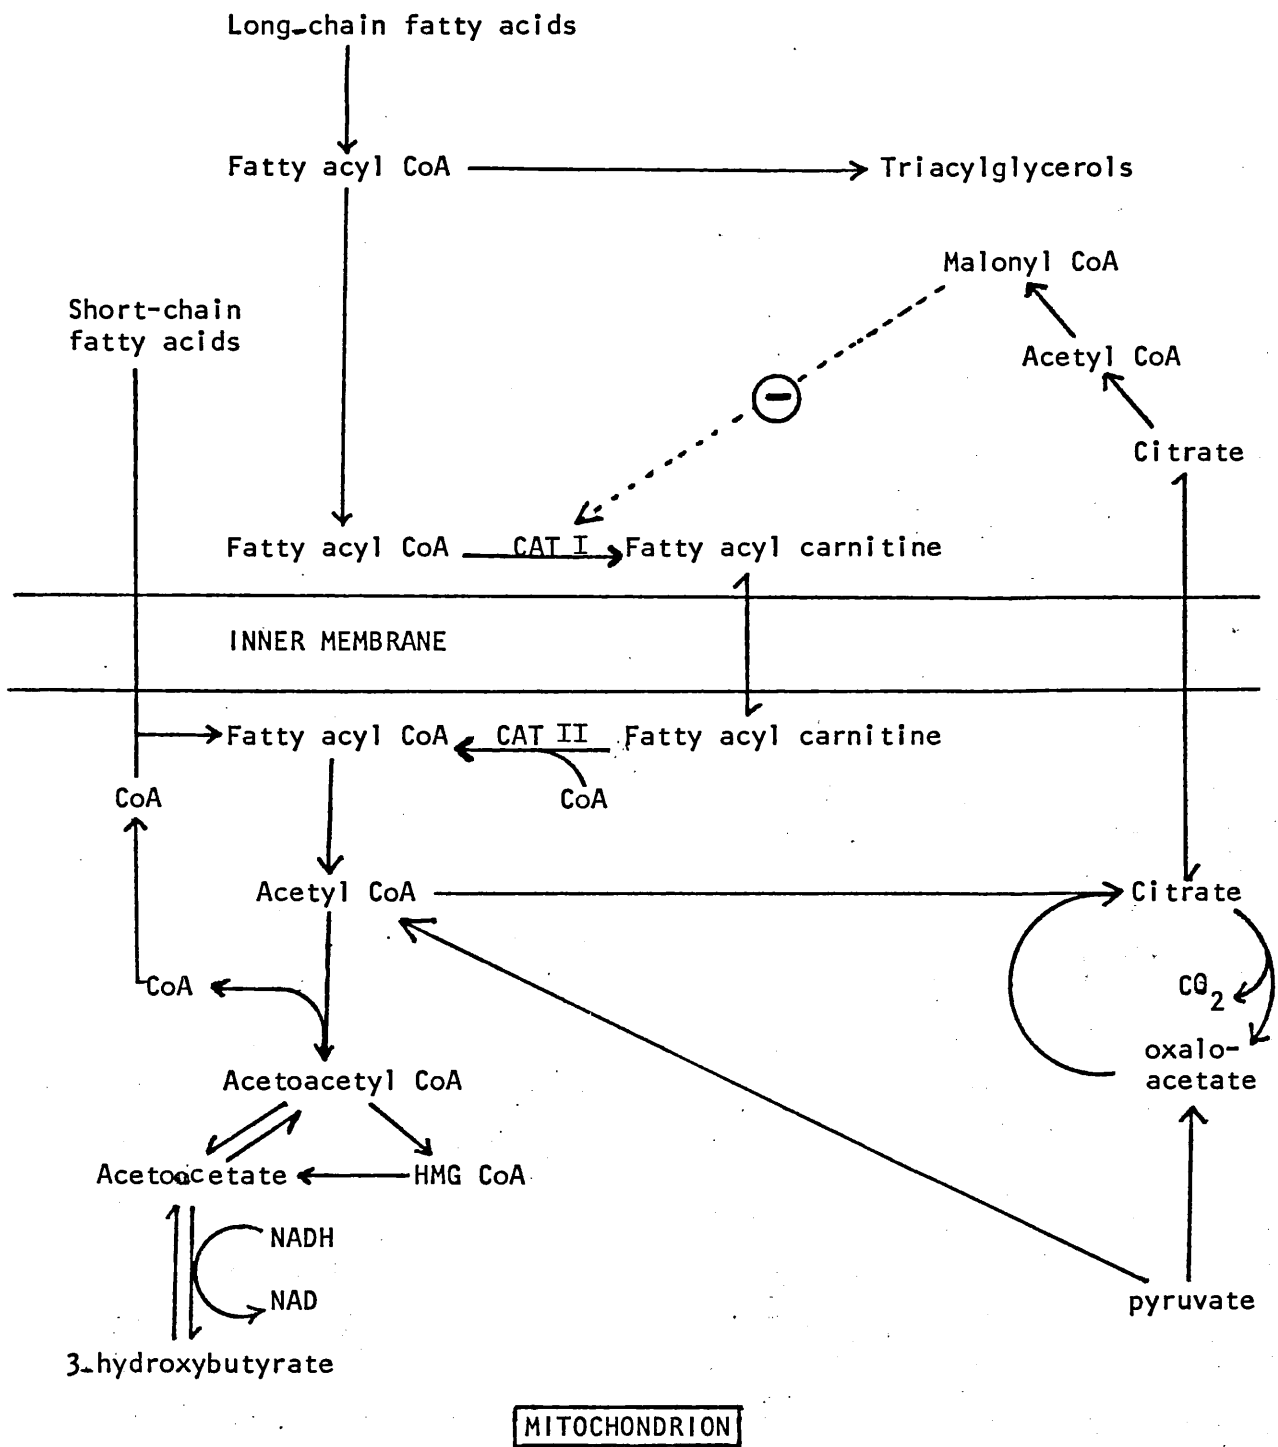 Long-chain fatty acids
Fatty acyl CoA
Triacylglycerols
Malonyl CoA
Short-chain
fatty acids
Acetyl CoA
−
Citrate
Fatty acyl CoA
CAT I
Fatty acyl carnitine
INNER MEMBRANE
Fatty acyl CoA
CAT II
Fatty acyl carnitine
CoA
CoA
Acetyl CoA
Citrate
CoA
CO2
oxalo-
acetate
Acetoacetyl CoA
Acetoacetate
HMG CoA
NADH
NAD
pyruvate
3-hydroxybutyrate
MITOCHONDRION